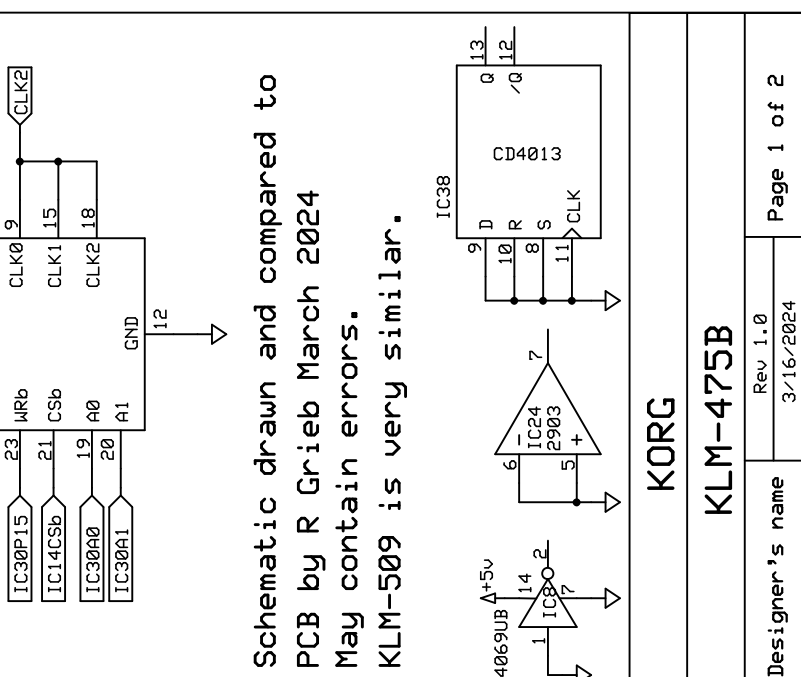 CLK2
9
15
18
CLK0
CLK1
CLK2
GND
12
WRb
CSb
A0
A1
23
21
19
20
IC30P15
IC14CSb
IC30A0
IC30A1
Schematic drawn and compared to
PCB by R Grieb March 2024
May contain errors.
KLM-509 is very similar.
IC38
CD4013
13
12
Q
/Q
D
R
S
CLK
9
10
8
11
7
IC24
2903
-
+
6
5
+5v
14
2
IC8
7
1
4069UB
KORG
KLM-475B
Designer's name
Rev 1.0
3/16/2024
Page 1 of 2